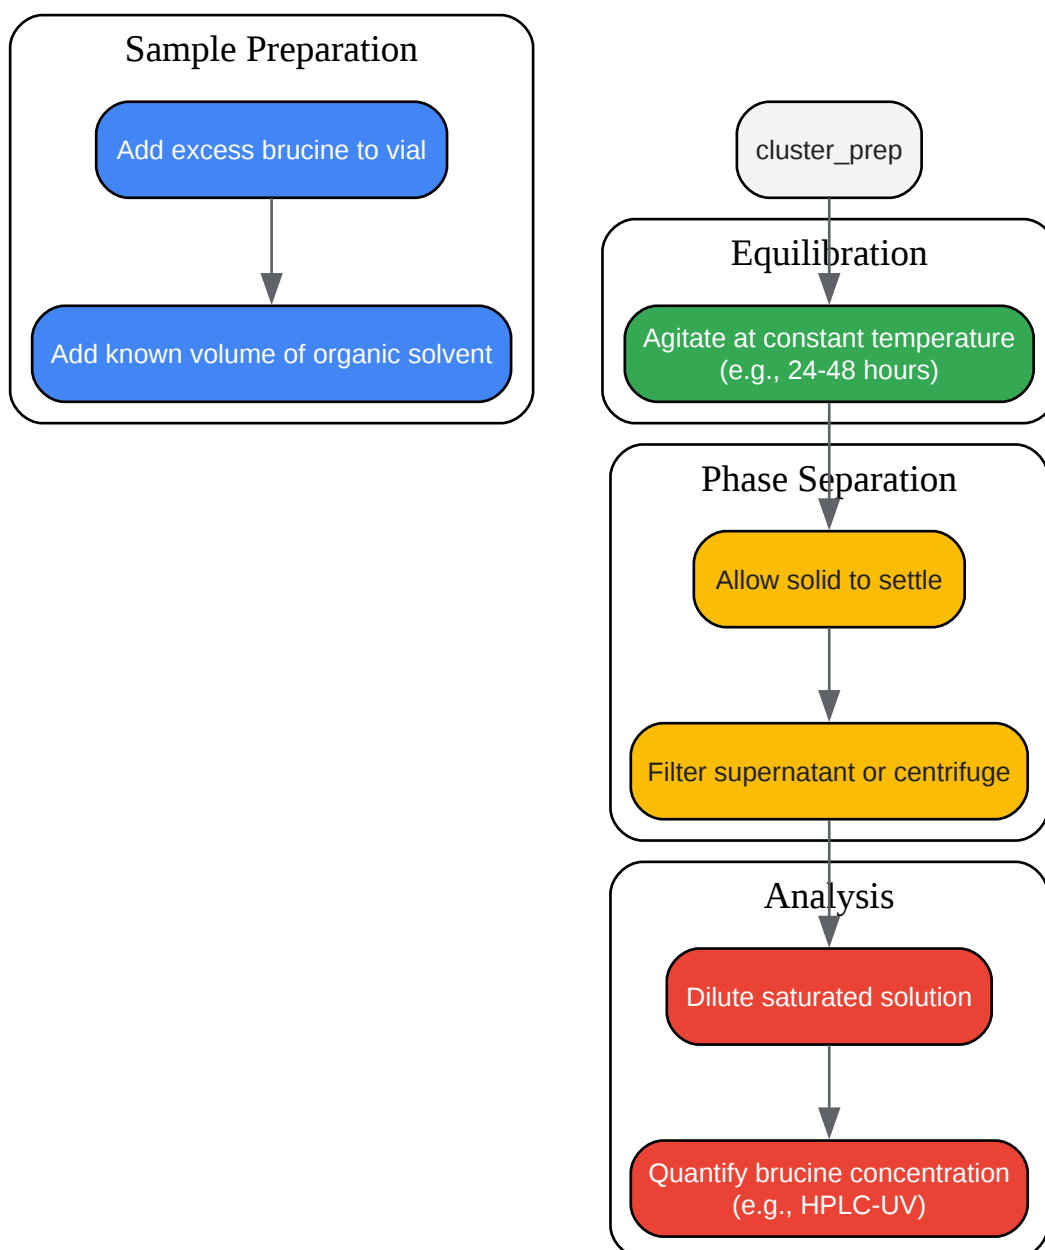 Sample Preparation
Add excess brucine to vial
Add known volume of organic solvent
cluster_prep
Equilibration
Agitate at constant temperature
(e.g., 24-48 hours)
Phase Separation
Allow solid to settle
Filter supernatant or centrifuge
Analysis
Dilute saturated solution
Quantify brucine concentration
(e.g., HPLC-UV)